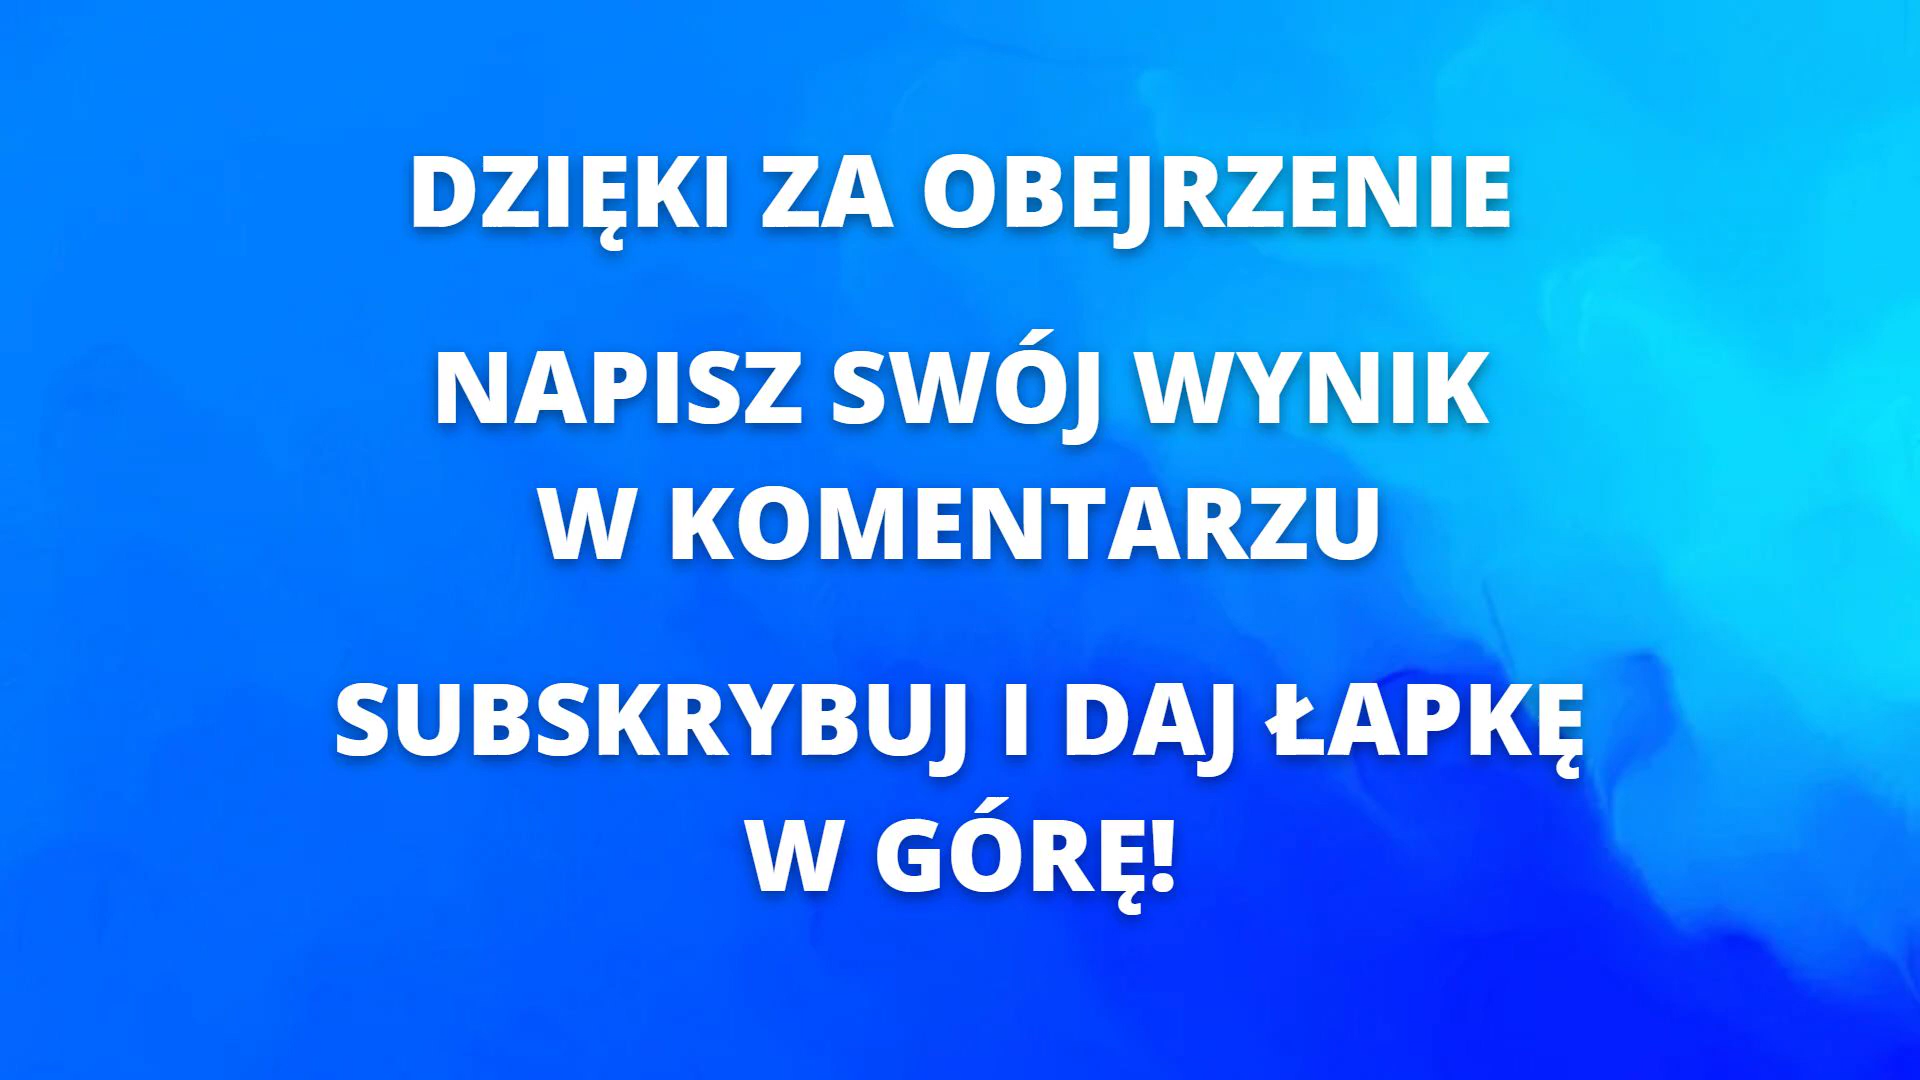 DZIĘKI ZA OBEJRZENIE
NAPISZ SWÓJ WYNIK
W KOMENTARZU
SUBSKRYBUJ I DAJ ŁAPKĘ
W GÓRĘ!